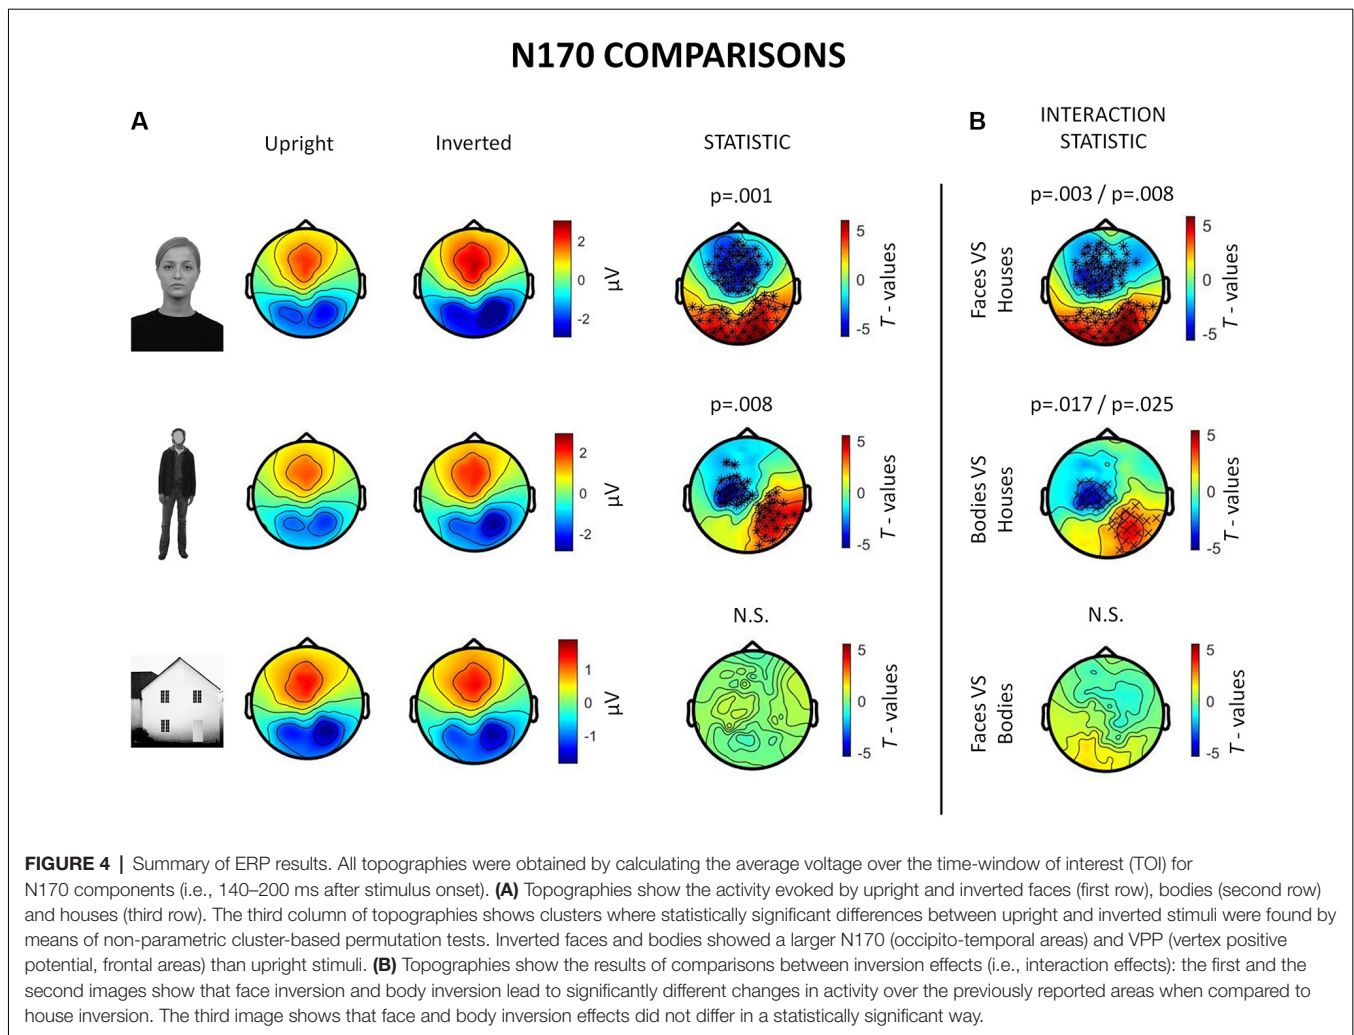 N170 COMPARISONS
A
Upright
Inverted
STATISTIC
p=.001
2
0
-2
µV
5
0
-5
T - values
p=.008
2
0
-2
µV
5
0
-5
T - values
N.S.
1
0
-1
µV
5
0
-5
T - values
B
INTERACTION
STATISTIC
p=.003 / p=.008
Faces VS
Houses
5
0
-5
T - values
p=.017 / p=.025
Bodies VS
Houses
5
0
-5
T - values
N.S.
Faces VS
Bodies
5
0
-5
T - values
FIGURE 4 | Summary of ERP results. All topographies were obtained by calculating the average voltage over the time-window of interest (TOI) for
N170 components (i.e., 140–200 ms after stimulus onset). (A) Topographies show the activity evoked by upright and inverted faces (first row), bodies (second row)
and houses (third row). The third column of topographies shows clusters where statistically significant differences between upright and inverted stimuli were found by
means of non-parametric cluster-based permutation tests. Inverted faces and bodies showed a larger N170 (occipito-temporal areas) and VPP (vertex positive
potential, frontal areas) than upright stimuli. (B) Topographies show the results of comparisons between inversion effects (i.e., interaction effects): the first and the
second images show that face inversion and body inversion lead to significantly different changes in activity over the previously reported areas when compared to
house inversion. The third image shows that face and body inversion effects did not differ in a statistically significant way.